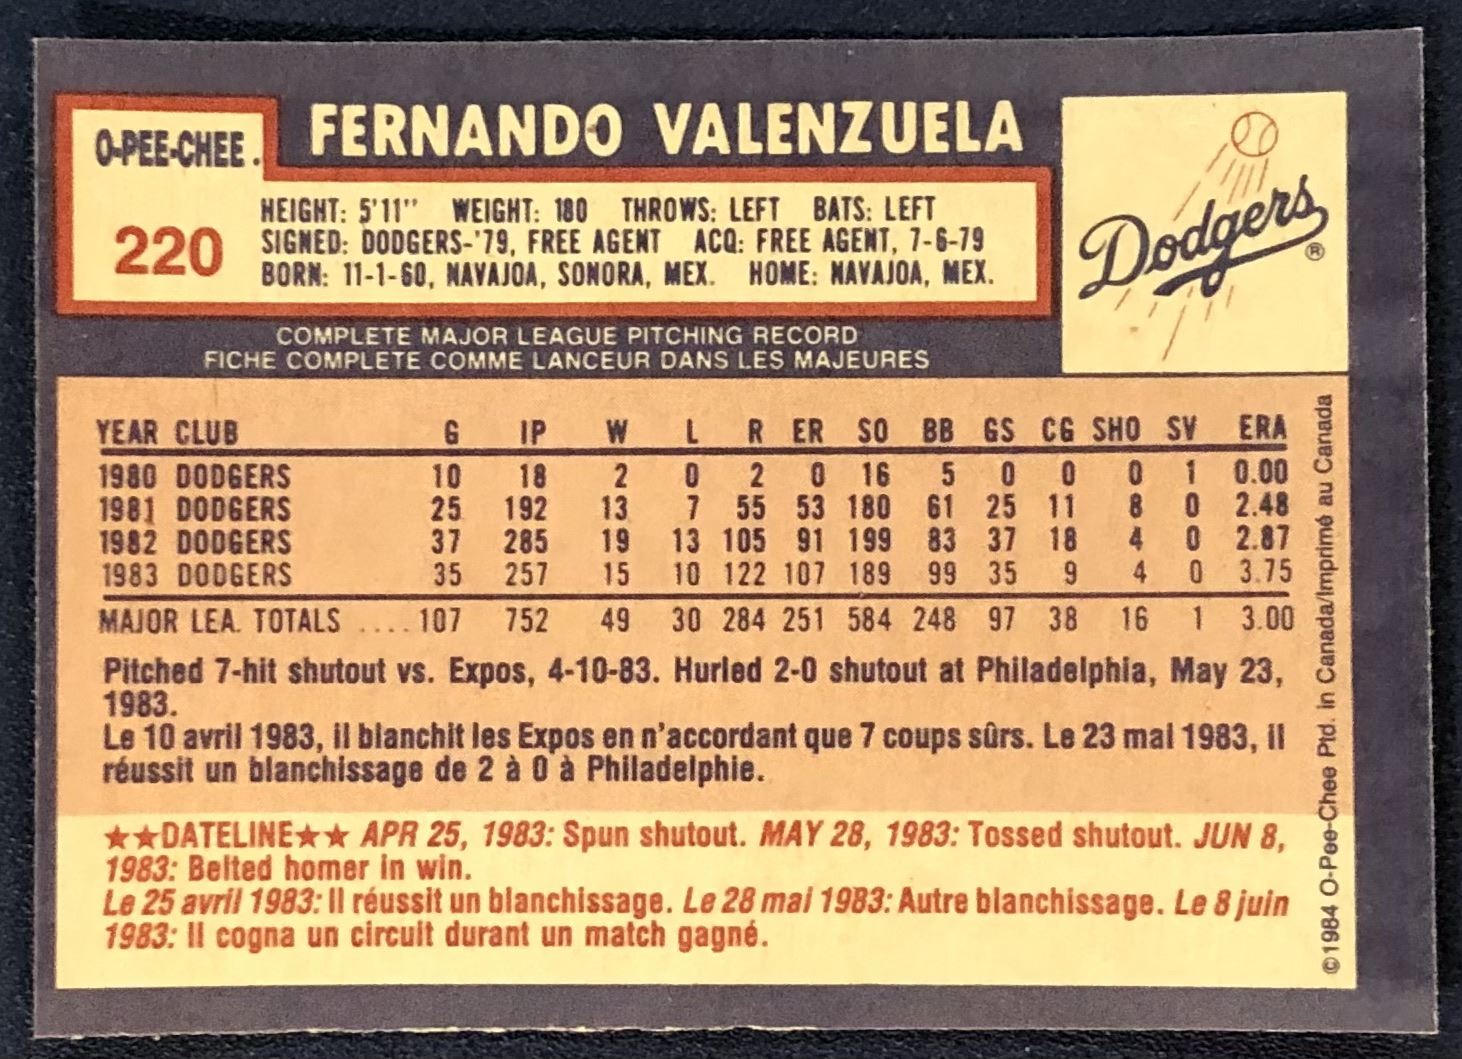 O-PEE-CHEE.
FERNANDO VALENZUELA
220
HEIGHT: 5'11" WEIGHT: 180 THROWS: LEFT BATS: LEFT
SIGNED: DODGERS-'79, FREE AGENT ACQ: FREE AGENT, 7-6-79
BORN: 11-1-60, NAVAJOA, SONORA, MEX. HOME: NAVAJOA, MEX.
Dodgers®
COMPLETE MAJOR LEAGUE PITCHING RECORD
FICHE COMPLETE COMME LANCEUR DANS LES MAJEURES
YEAR CLUB G IP W L R ER SO BB GS CG SHO SV ERA
1980 DODGERS 10 18 2 0 2 0 16 5 0 0 0 1 0.00
1981 DODGERS 25 192 13 7 55 53 180 61 25 11 8 0 2.48
1982 DODGERS 37 285 19 13 105 91 199 83 37 18 4 0 2.87
1983 DODGERS 35 257 15 10 122 107 189 99 35 9 4 0 3.75
MAJOR LEA. TOTALS ....107 752 49 30 284 251 584 248 97 38 16 1 3.00
Pitched 7-hit shutout vs. Expos, 4-10-83. Hurled 2-0 shutout at Philadelphia, May 23,
1983.
Le 10 avril 1983, il blanchit les Expos en n'accordant que 7 coups sûrs. Le 23 mai 1983, il
réussit un blanchissage de 2 à 0 à Philadelphie.
★★DATELINE★★ APR 25, 1983: Spun shutout. MAY 28, 1983: Tossed shutout. JUN 8,
1983: Belted homer in win.
Le 25 avril 1983: Il réussit un blanchissage. Le 28 mai 1983: Autre blanchissage. Le 8 juin
1983: Il cogna un circuit durant un match gagné.
©1984 O-Pee-Chee Ptd. in Canada/Imprimé au Canada